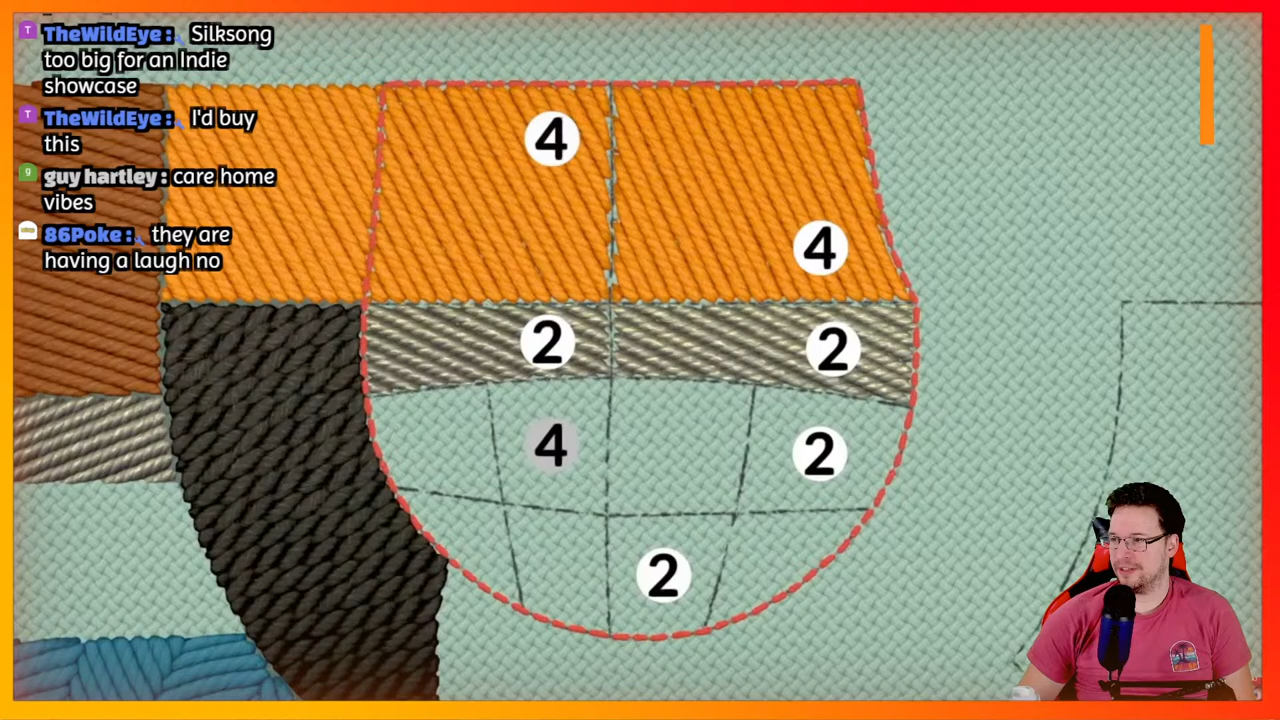 TheWildEye: Silksong
too big for an Indie
showcase
TheWildEye: I'd buy
this
guy hartley: care home
vibes
86Poke: they are
having a laugh no
4
4
2
2
4
2
2